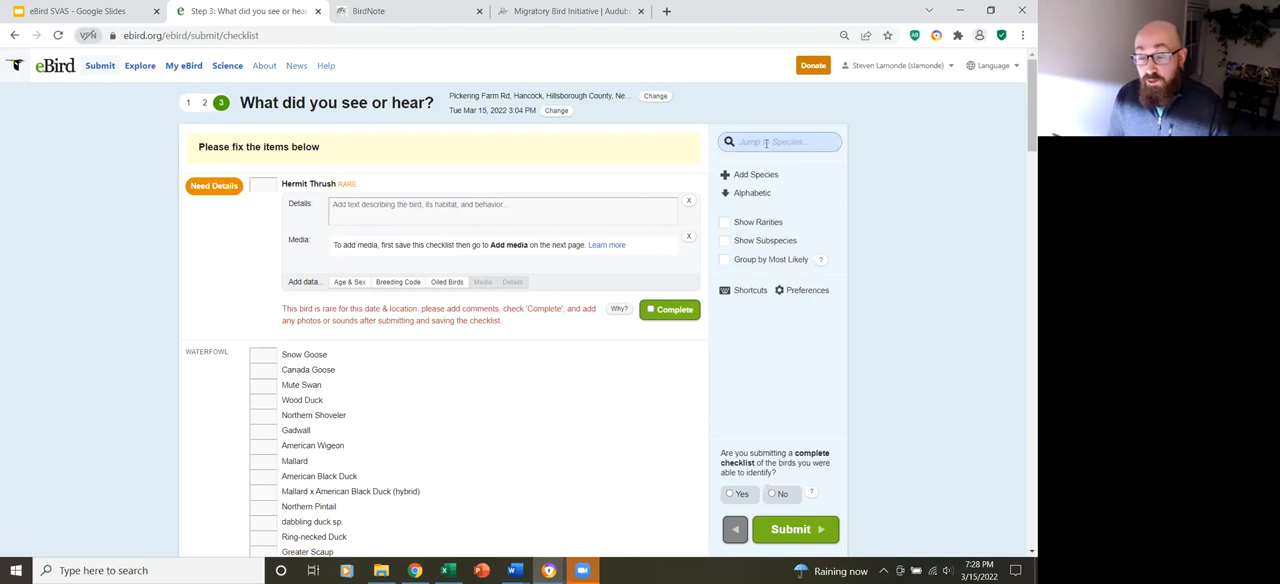 eBird SVAS - Google Slides
Step 3: What did you see or hear
BirdNote
Migratory Bird Initiative | Audub
VPN
ebird.org/ebird/submit/checklist
eBird
Submit
Explore
My eBird
Science
About
News
Help
Donate
Steven Lamonde (slamonde)
Language
1 2 3
What did you see or hear?
Pickering Farm Rd, Hancock, Hillsborough County, Ne...
Change
Tue Mar 15, 2022 3:04 PM
Change
Please fix the items below
Jump to Species...
Need Details
Hermit Thrush RARE
Details:
Add text describing the bird, its habitat, and behavior...
X
Media:
To add media, first save this checklist then go to Add media on the next page. Learn more
X
Add data...
Age & Sex
Breeding Code
Oiled Birds
Media
Details
This bird is rare for this date & location: please add comments, check 'Complete', and add
any photos or sounds after submitting and saving the checklist.
Why?
Complete
Add Species
Alphabetic
Show Rarities
Show Subspecies
Group by Most Likely ?
Shortcuts
Preferences
WATERFOWL
Snow Goose
Canada Goose
Mute Swan
Wood Duck
Northern Shoveler
Gadwall
American Wigeon
Mallard
American Black Duck
Mallard x American Black Duck (hybrid)
Northern Pintail
dabbling duck sp.
Ring-necked Duck
Greater Scaup
Are you submitting a complete
checklist of the birds you were
able to identify?
Yes
No
?
Submit
Type here to search
Raining now
7:28 PM
3/15/2022